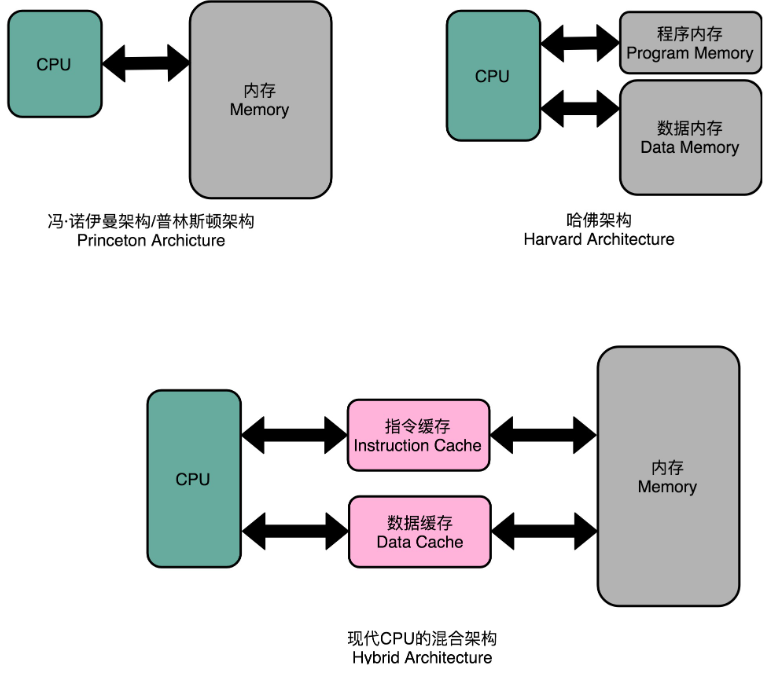 CPU
内存
Memory
冯·诺伊曼架构/普林斯顿架构
Princeton Archicture
CPU
程序内存
Program Memory
数据内存
Data Memory
哈佛架构
Harvard Architecture
CPU
指令缓存
Instruction Cache
数据缓存
Data Cache
内存
Memory
现代CPU的混合架构
Hybrid Architecture